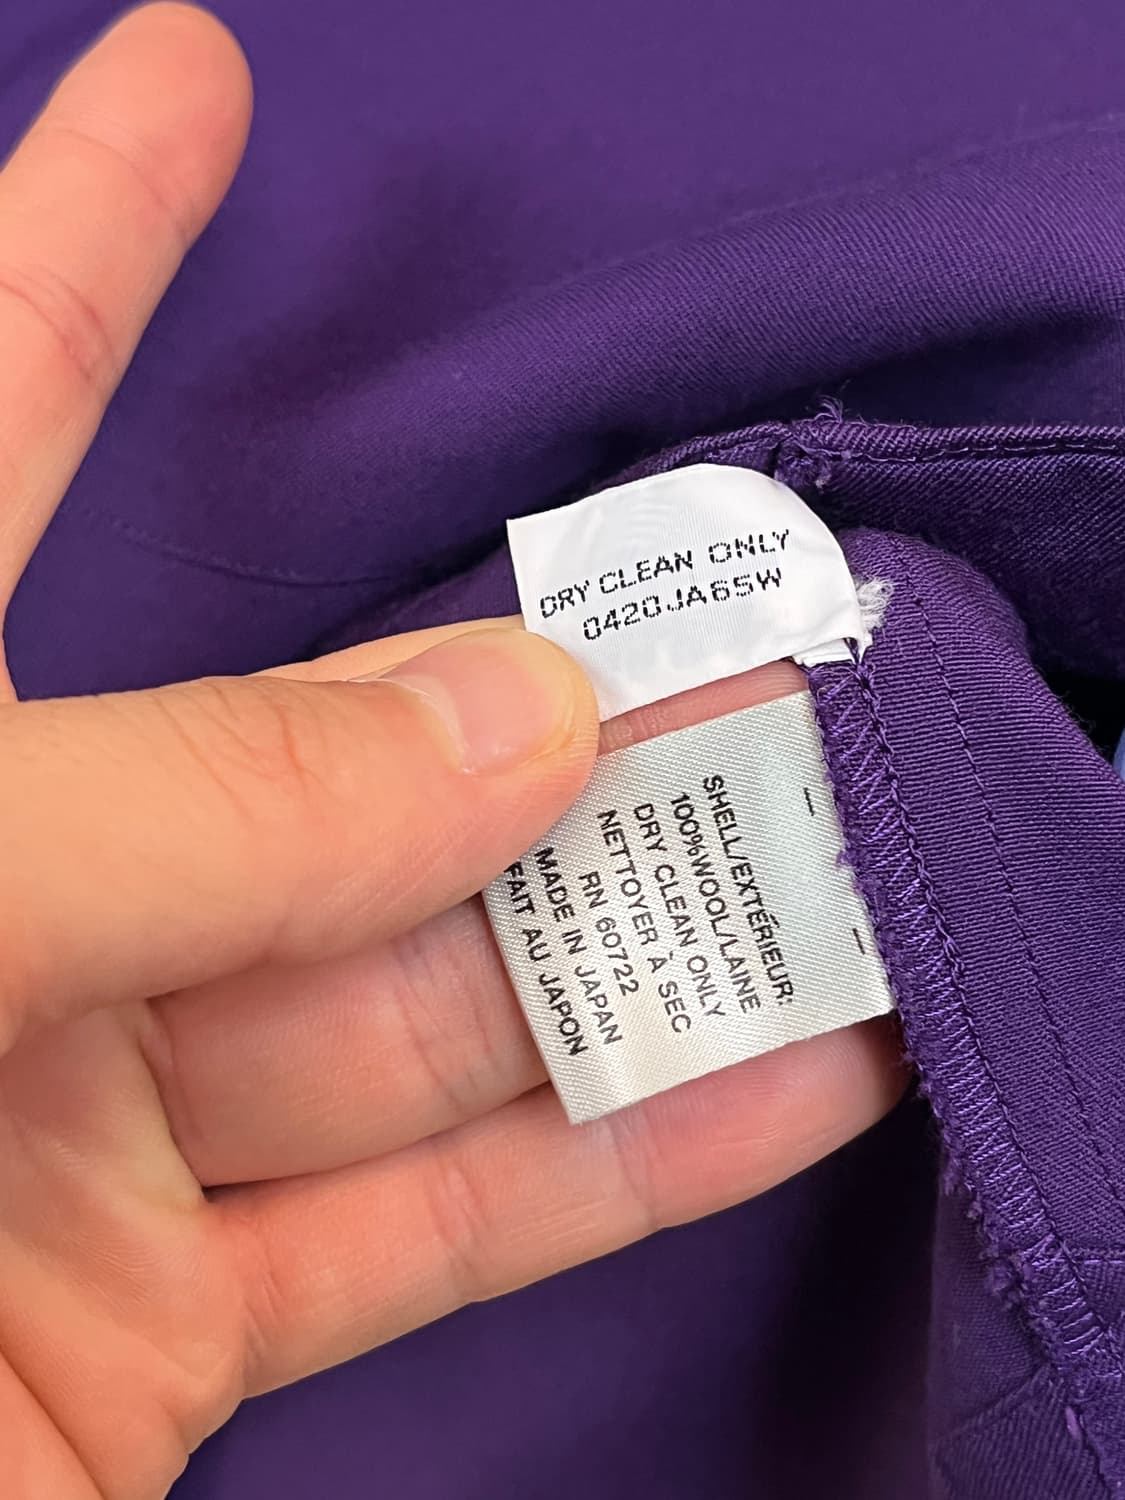 DRY CLEAN ONLY
0420JA6SW
SHELL/EXTÉRIEUR:
100%WOOL/LAINE
DRY CLEAN ONLY
NETTOYER À SEC
RN 60722
MADE IN JAPAN
FAIT AU JAPON